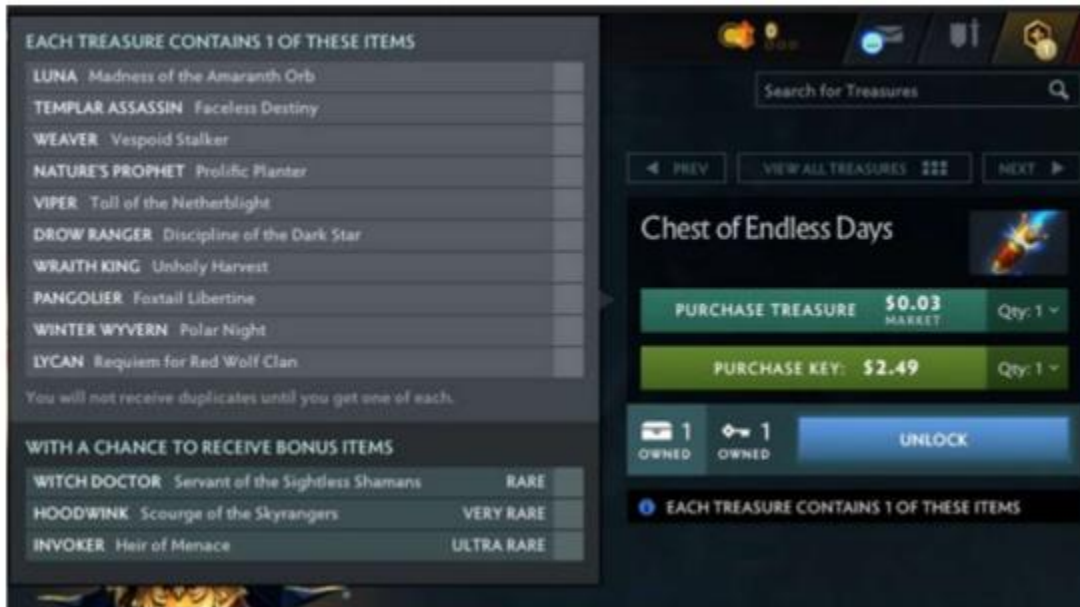 EACH TREASURE CONTAINS 1 OF THESE ITEMS
LUNA Madness of the Amaranth Orb
TEMPLAR ASSASSIN Faceless Destiny
WEAVER Vespoid Stalker
NATURE'S PROPHET Prolific Planter
VIPER Toll of the Netherblight
DROW RANGER Discipline of the Dark Star
WRAITH KING Unholy Harvest
PANGOLIER Foxtail Libertine
WINTER WYVERN Polar Night
LYCAN Requiem for Red Wolf Clan
You will not receive duplicates until you get one of each.
WITH A CHANCE TO RECEIVE BONUS ITEMS
WITCH DOCTOR Servant of the Sightless Shamans RARE
HOODWINK Scourge of the Skyrangers VERY RARE
INVOKER Heir of Menace ULTRA RARE
0
1
Search for Treasures
PREV VIEW ALL TREASURES NEXT
Chest of Endless Days
PURCHASE TREASURE $0.03 MARKET Qty: 1
PURCHASE KEY: $2.49 Qty: 1
1 OWNED 1 OWNED UNLOCK
EACH TREASURE CONTAINS 1 OF THESE ITEMS